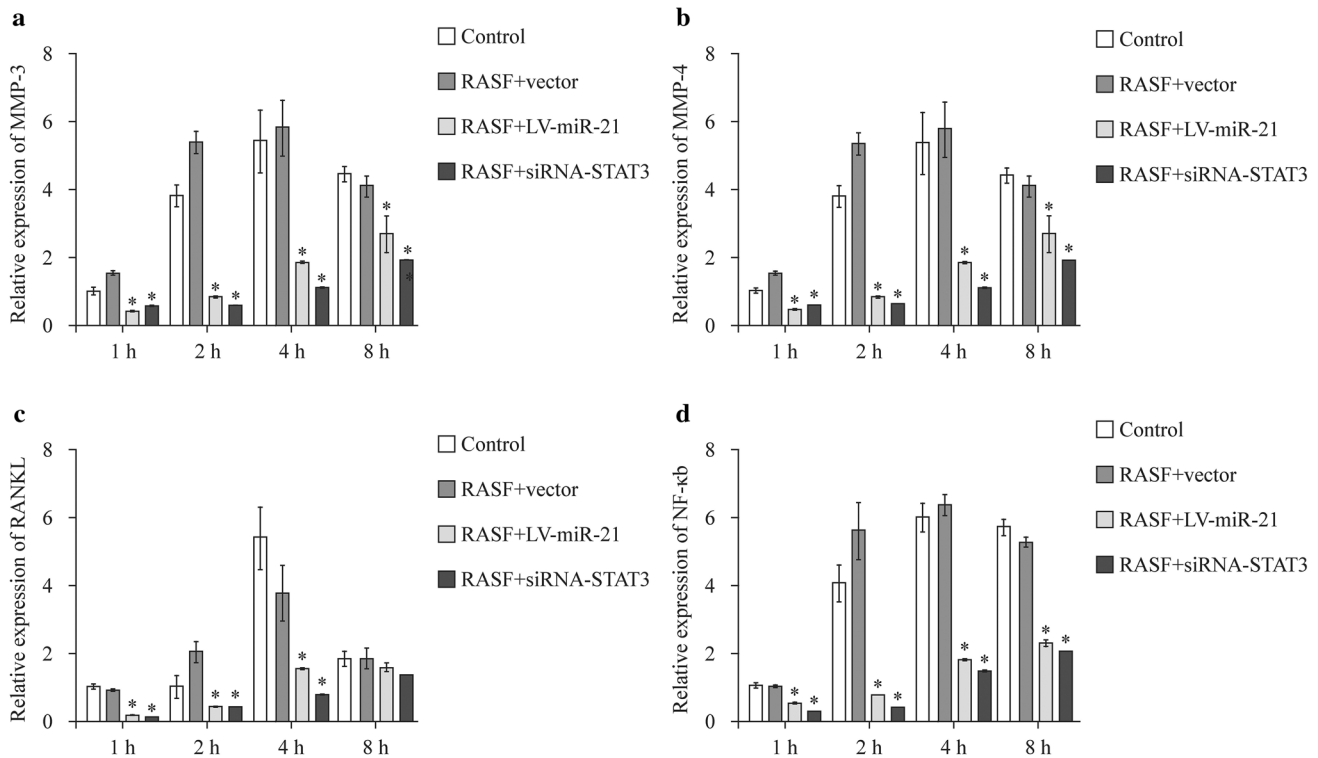 a
Relative expression of MMP-3
8
6
4
2
0
* * * * * * * * *
1 h 2 h 4 h 8 h
Control
RASF+vector
RASF+LV-miR-21
RASF+siRNA-STAT3
b
Relative expression of MMP-4
8
6
4
2
0
* * * * * * * *
1 h 2 h 4 h 8 h
Control
RASF+vector
RASF+LV-miR-21
RASF+siRNA-STAT3
c
Relative expression of RANKL
8
6
4
2
0
* * * * * *
1 h 2 h 4 h 8 h
Control
RASF+vector
RASF+LV-miR-21
RASF+siRNA-STAT3
d
Relative expression of NF-κb
8
6
4
2
0
* * * * * * * *
1 h 2 h 4 h 8 h
Control
RASF+vector
RASF+LV-miR-21
RASF+siRNA-STAT3